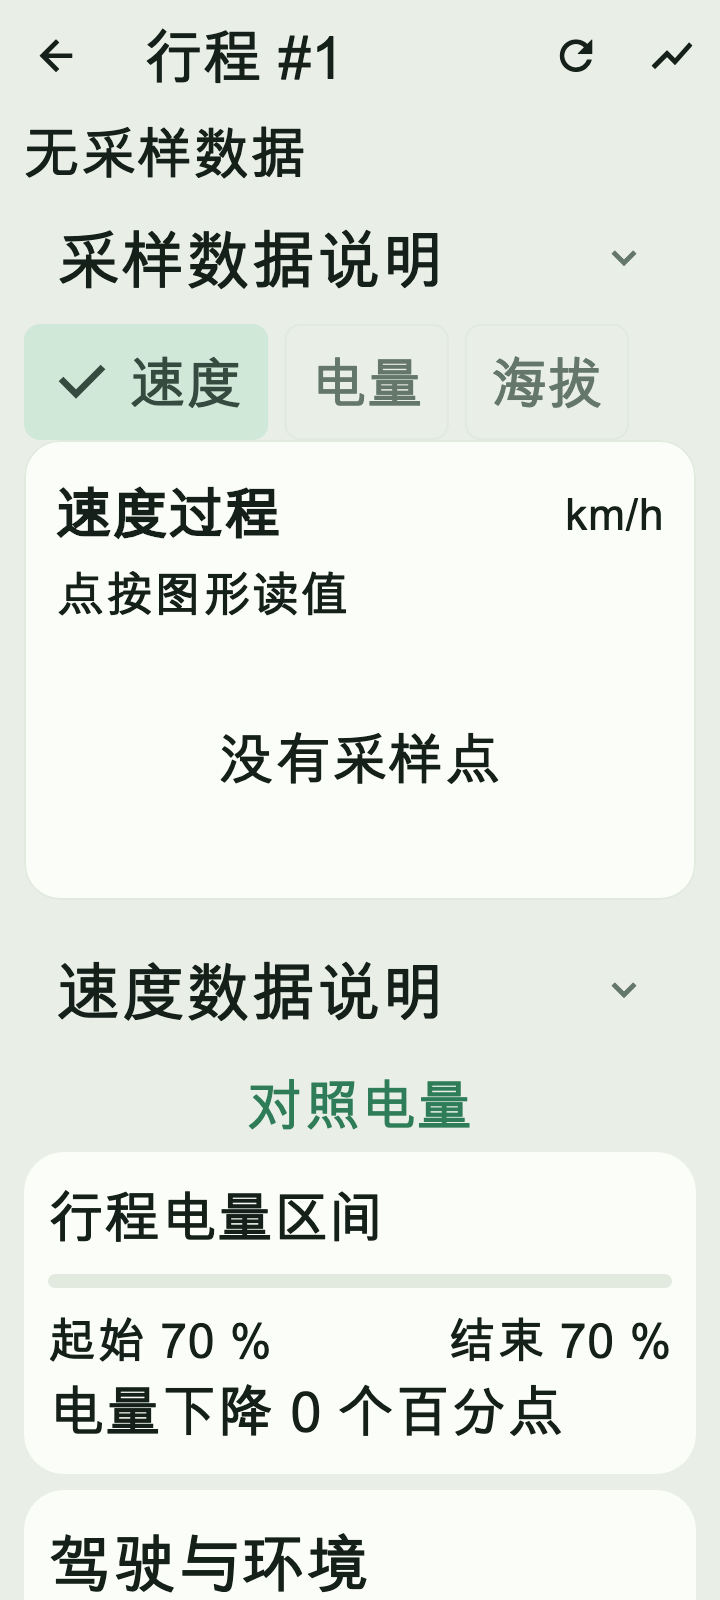 行程 #1
无采样数据
采样数据说明
速度 电量 海拔
速度过程 km/h
点按图形读值
没有采样点
速度数据说明
对照电量
行程电量区间
起始 70 % 结束 70 %
电量下降 0 个百分点
驾驶与环境